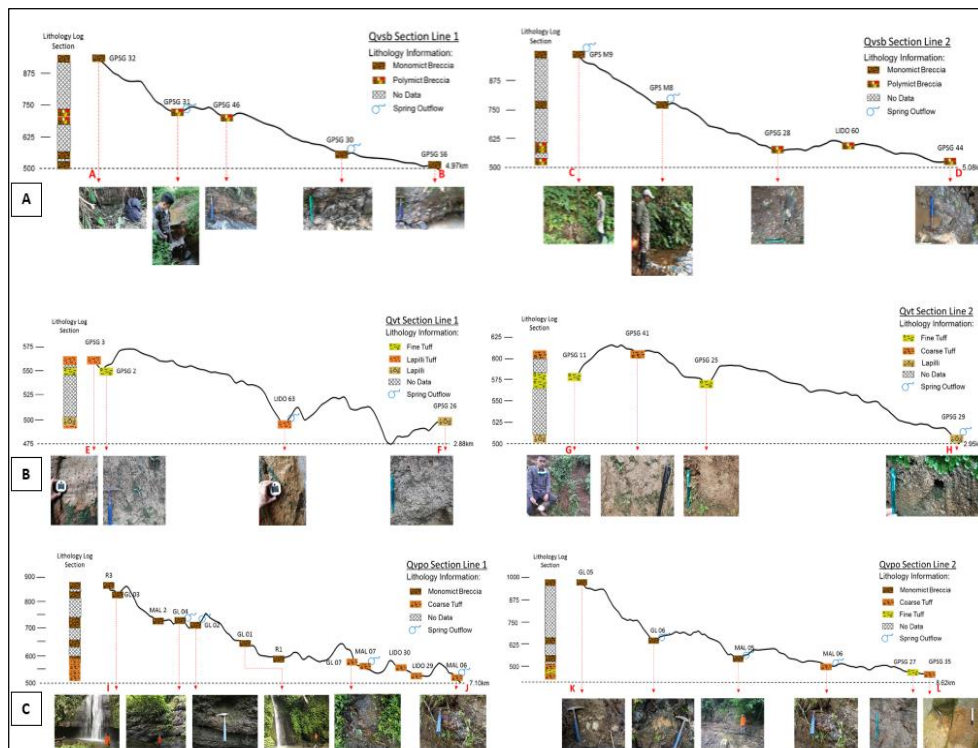 Lithology Log
Section
875
750
625
500
GPSG 32
GPSG 31
GPSG 46
GPSG 30
GPSG 56
4.97km
A
B
Qvsb Section Line 1
Lithology Information:
Monomict Breccia
Polymict Breccia
No Data
Spring Outflow
Lithology Log
Section
875
750
625
500
GPS M9
GPS M8
GPSG 28
LIDO 60
GPSG 44
5.08k
C
D
Qvsb Section Line 2
Lithology Information:
Monomict Breccia
Polymict Breccia
No Data
Spring Outflow
A
Lithology Log
Section
575
550
525
500
475
GPSG 3
GPSG 2
LIDO 63
GPSG 26
2.88km
E
F
Qvt Section Line 1
Lithology Information:
Fine Tuff
Lapilli Tuff
Lapilli
No Data
Spring Outflow
Lithology Log
Section
625
600
575
550
525
500
GPSG 11
GPSG 41
GPSG 25
GPSG 29
2.95k
G
H
Qvt Section Line 2
Lithology Information:
Fine Tuff
Coarse Tuff
Lapilli
No Data
Spring Outflow
B
Lithology Log
Section
900
800
700
600
500
R3
GL 03
MAL 2
GL 02
GL 01
R1
GL 07
MAL 07
LIDO 30
LIDO 29
MAL 06
7.10km
I
J
Qvpo Section Line 1
Lithology Information:
Monomict Breccia
Coarse Tuff
No Data
Spring Outflow
Lithology Log
Section
1000
875
750
625
500
GL 05
GL 06
MAL 05
MAL 06
GPSG 27
GPSG 35
K
L
Qvpo Section Line 2
Lithology Information:
Monomict Breccia
Coarse Tuff
Fine Tuff
No Data
Spring Outflow
C